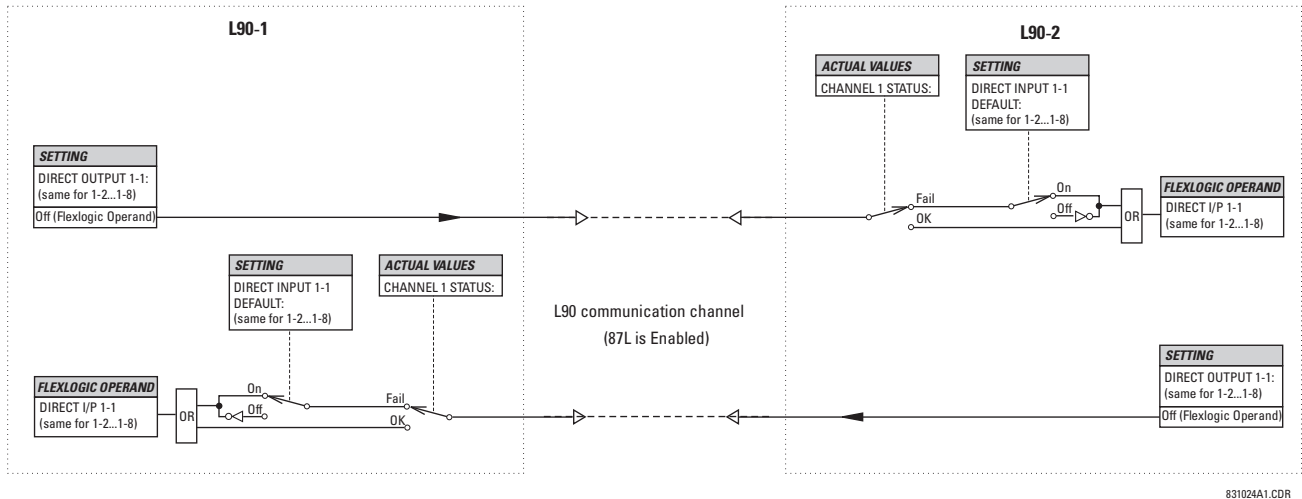 L90-1
SETTING
DIRECT OUTPUT 1-1:
(same for 1-2...1-8)
Off (Flexlogic Operand)
SETTING
DIRECT INPUT 1-1
DEFAULT:
(same for 1-2...1-8)
ACTUAL VALUES
CHANNEL 1 STATUS:
FLEXLOGIC OPERAND
DIRECT I/P 1-1
(same for 1-2...1-8)
OR
On
Off
Fail
OK
L90 communication channel
(87L is Enabled)
L90-2
ACTUAL VALUES
CHANNEL 1 STATUS:
SETTING
DIRECT INPUT 1-1
DEFAULT:
(same for 1-2...1-8)
Fail
OK
On
Off
OR
FLEXLOGIC OPERAND
DIRECT I/P 1-1
(same for 1-2...1-8)
SETTING
DIRECT OUTPUT 1-1:
(same for 1-2...1-8)
Off (Flexlogic Operand)
831024A1.CDR